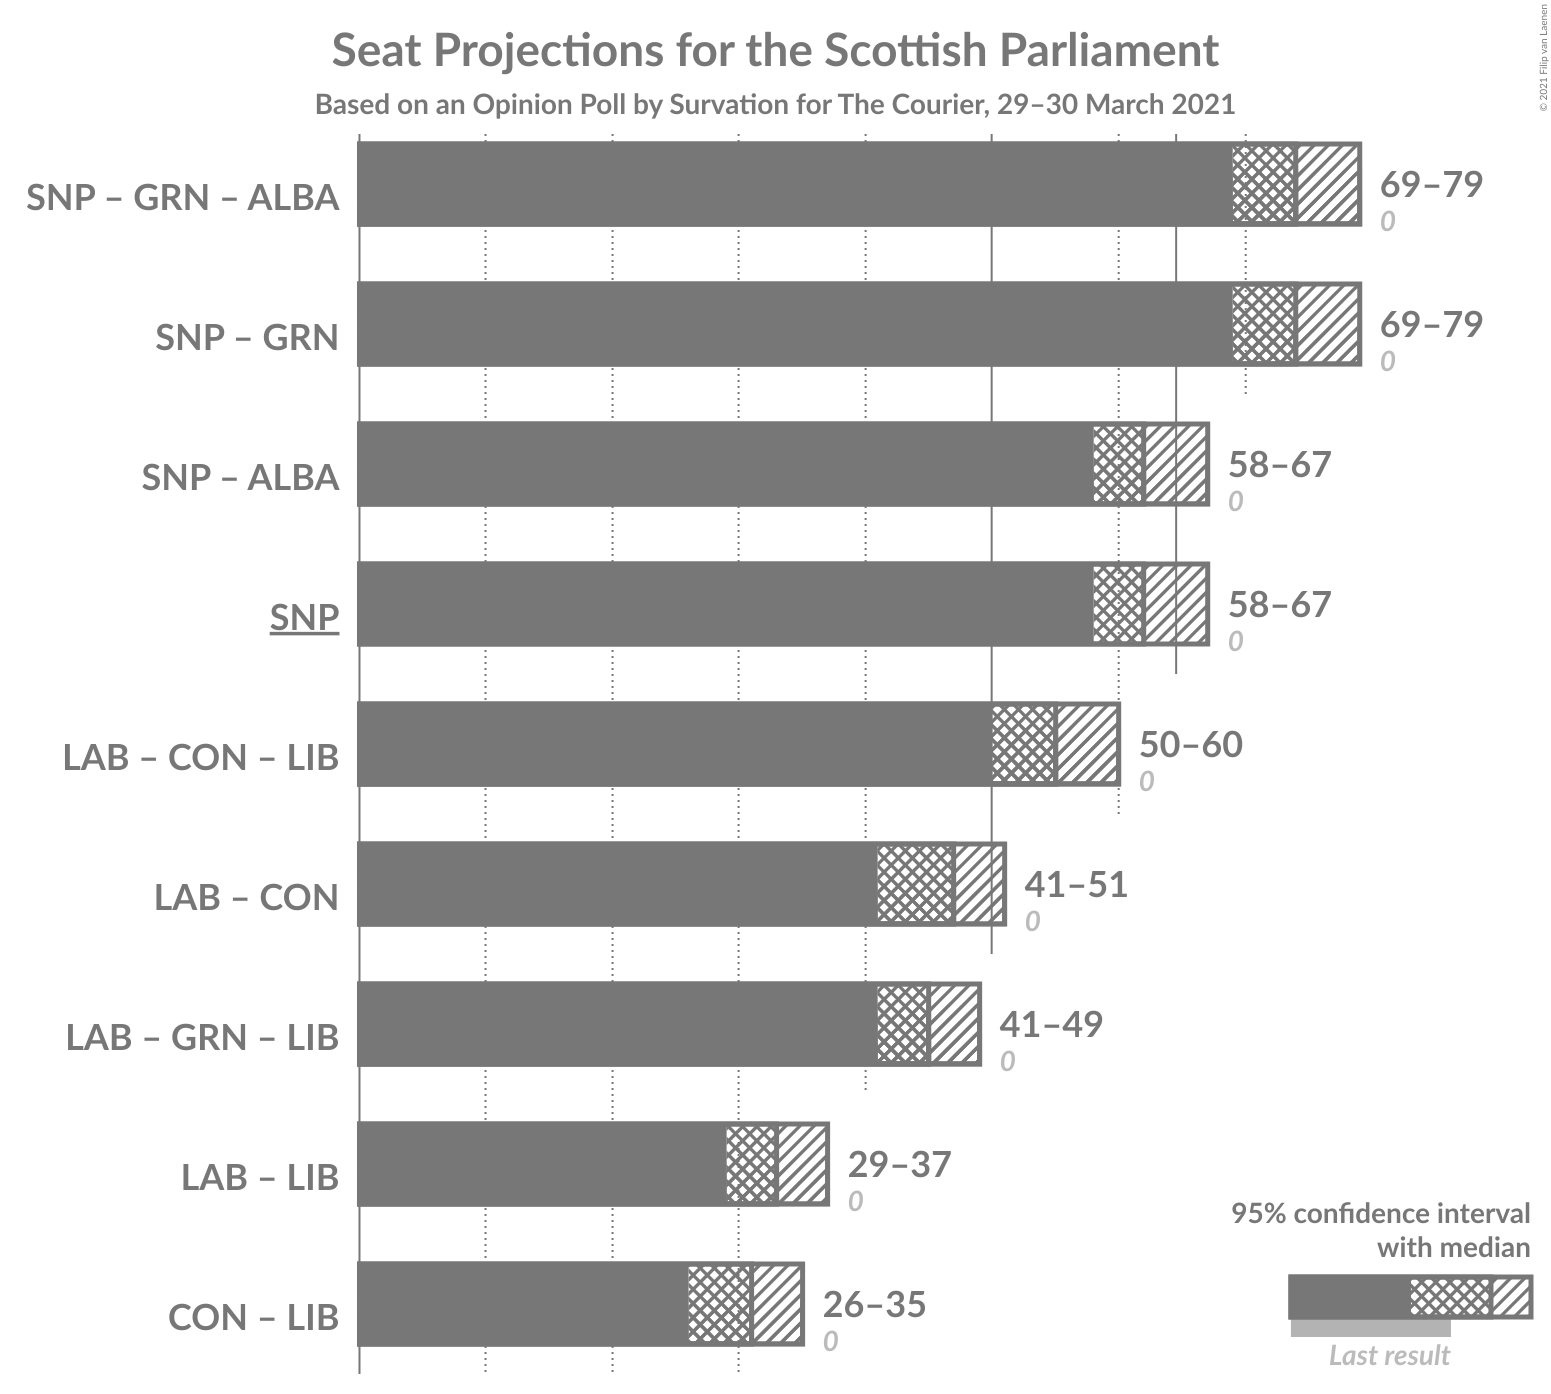 Seat Projections for the Scottish Parliament
Based on an Opinion Poll by Survation for The Courier, 29–30 March 2021
© 2021 Filip van Laenen
SNP – GRN – ALBA
69–79
0
SNP – GRN
69–79
0
SNP – ALBA
58–67
0
SNP
58–67
0
LAB – CON – LIB
50–60
0
LAB – CON
41–51
0
LAB – GRN – LIB
41–49
0
LAB – LIB
29–37
0
CON – LIB
26–35
0
95% confidence interval
with median
Last result